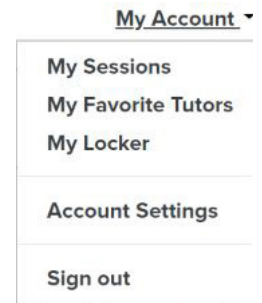 My Account
My Sessions
My Favorite Tutors
My Locker
Account Settings
Sign out